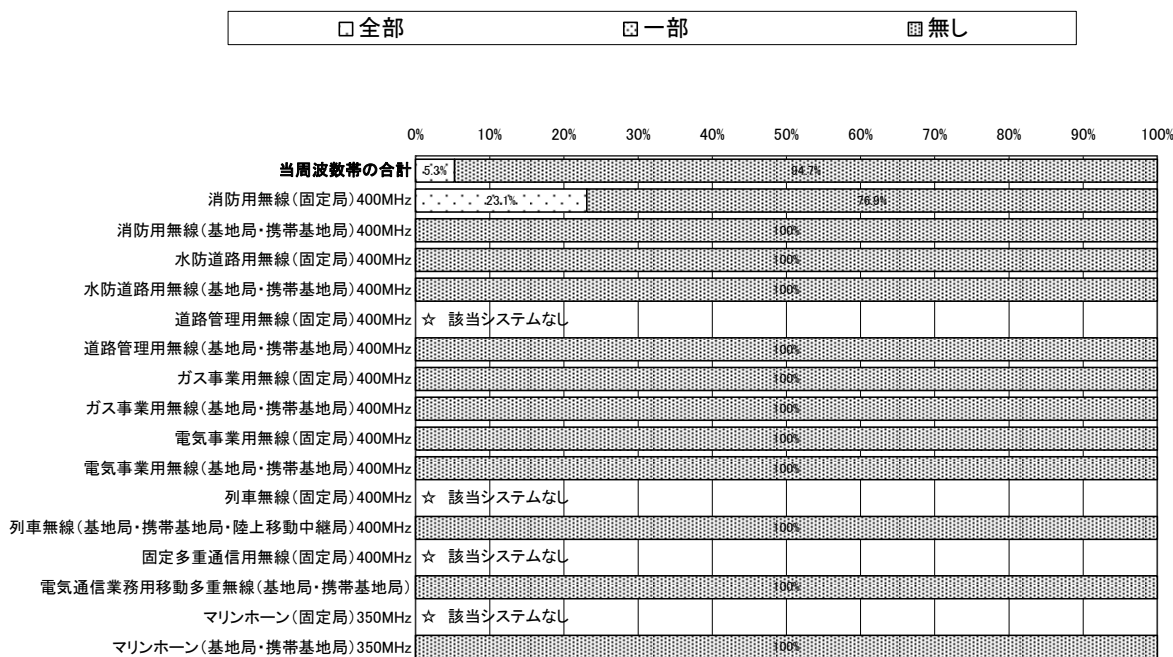 全部 一部 無し
0% 10% 20% 30% 40% 50% 60% 70% 80% 90% 100%
当周波数帯の合計 5.3% 94.7%
消防用無線(固定局)400MHz 23.1% 76.9%
消防用無線(基地局・携帯基地局)400MHz 100%
水防道路用無線(固定局)400MHz 100%
水防道路用無線(基地局・携帯基地局)400MHz 100%
道路管理用無線(固定局)400MHz ☆ 該当システムなし
道路管理用無線(基地局・携帯基地局)400MHz 100%
ガス事業用無線(固定局)400MHz 100%
ガス事業用無線(基地局・携帯基地局)400MHz 100%
電気事業用無線(固定局)400MHz 100%
電気事業用無線(基地局・携帯基地局)400MHz 100%
列車無線(固定局)400MHz ☆ 該当システムなし
列車無線(基地局・携帯基地局・陸上移動中継局)400MHz 100%
固定多重通信用無線(固定局)400MHz ☆ 該当システムなし
電気通信業務用移動多重無線(基地局・携帯基地局) 100%
マリンホーン(固定局)350MHz ☆ 該当システムなし
マリンホーン(基地局・携帯基地局)350MHz 100%